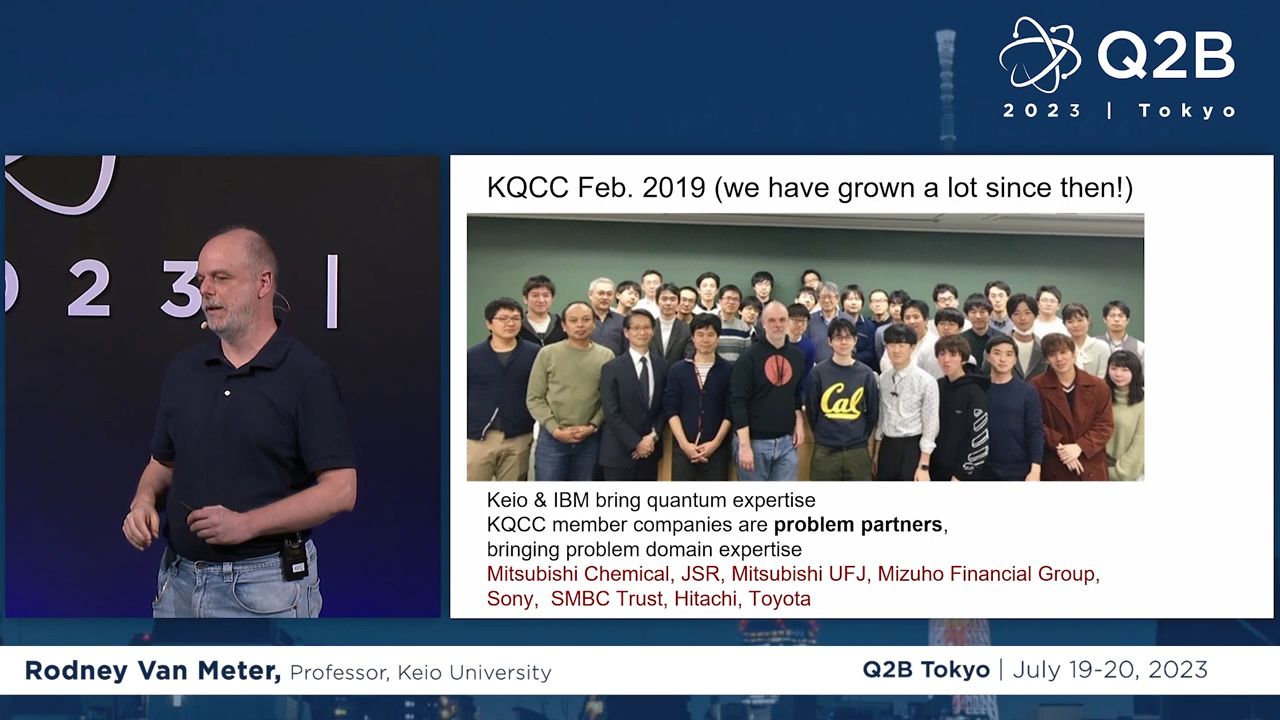 Q2B
2023 | Tokyo
023 |
KQCC Feb. 2019 (we have grown a lot since then!)
Cal
Keio & IBM bring quantum expertise
KQCC member companies are problem partners,
bringing problem domain expertise
Mitsubishi Chemical, JSR, Mitsubishi UFJ, Mizuho Financial Group,
Sony, SMBC Trust, Hitachi, Toyota
Rodney Van Meter, Professor, Keio University
Q2B Tokyo | July 19-20, 2023